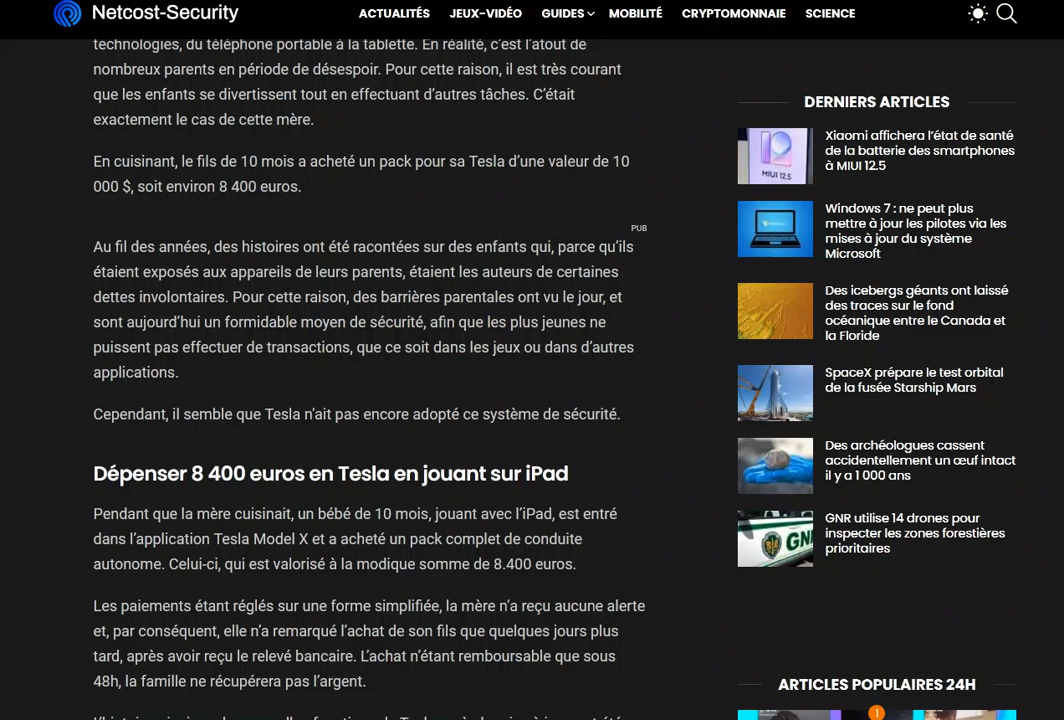 Netcost-Security
ACTUALITÉS JEUX-VIDÉO GUIDES MOBILITÉ CRYPTOMONNAIE SCIENCE
technologies, du téléphone portable à la tablette. En réalité, c’est l’atout de
nombreux parents en période de désespoir. Pour cette raison, il est très courant
que les enfants se divertissent tout en effectuant d’autres tâches. C’était
exactement le cas de cette mère.
En cuisinant, le fils de 10 mois a acheté un pack pour sa Tesla d’une valeur de 10
000 $, soit environ 8 400 euros.
PUB
Au fil des années, des histoires ont été racontées sur des enfants qui, parce qu’ils
étaient exposés aux appareils de leurs parents, étaient les auteurs de certaines
dettes involontaires. Pour cette raison, des barrières parentales ont vu le jour, et
sont aujourd’hui un formidable moyen de sécurité, afin que les plus jeunes ne
puissent pas effectuer de transactions, que ce soit dans les jeux ou dans d’autres
applications.
Cependant, il semble que Tesla n’ait pas encore adopté ce système de sécurité.
Dépenser 8 400 euros en Tesla en jouant sur iPad
Pendant que la mère cuisinait, un bébé de 10 mois, jouant avec l’iPad, est entré
dans l’application Tesla Model X et a acheté un pack complet de conduite
autonome. Celui-ci, qui est valorisé à la modique somme de 8.400 euros.
Les paiements étant réglés sur une forme simplifiée, la mère n’a reçu aucune alerte
et, par conséquent, elle n’a remarqué l’achat de son fils que quelques jours plus
tard, après avoir reçu le relevé bancaire. L’achat n’étant remboursable que sous
48h, la famille ne récupérera pas l’argent.
DERNIERS ARTICLES
MIUI 12.5
Xiaomi affichera l’état de santé
de la batterie des smartphones
à MIUI 12.5
Windows 7 : ne peut plus
mettre à jour les pilotes via les
mises à jour du système
Microsoft
Des icebergs géants ont laissé
des traces sur le fond
océanique entre le Canada et
la Floride
SpaceX prépare le test orbital
de la fusée Starship Mars
Des archéologues cassent
accidentellement un œuf intact
il y a 1 000 ans
GN
GNR utilise 14 drones pour
inspecter les zones forestières
prioritaires
ARTICLES POPULAIRES 24H
1